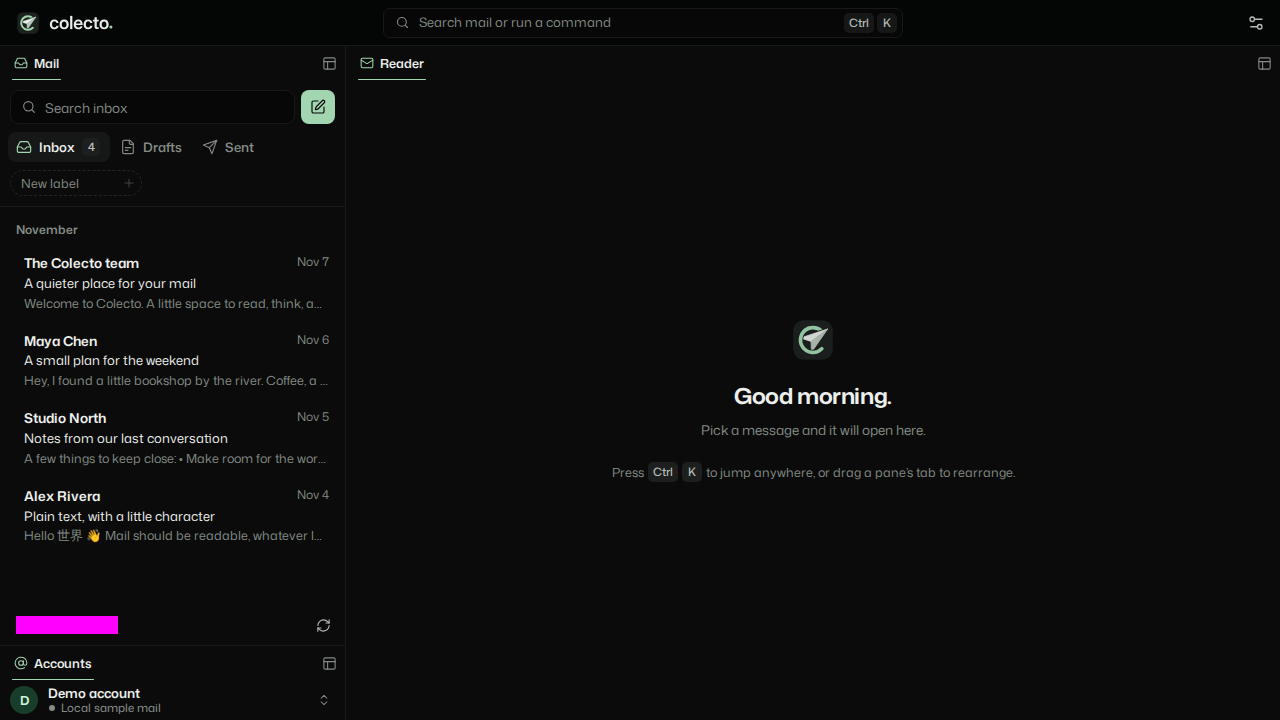 colecto.
Search mail or run a command
Ctrl K
Mail
Reader
Search inbox
Inbox 4
Drafts
Sent
New label
November
The Colecto team
Nov 7
A quieter place for your mail
Welcome to Colecto. A little space to read, think, a...
Maya Chen
Nov 6
A small plan for the weekend
Hey, I found a little bookshop by the river. Coffee, a ...
Studio North
Nov 5
Notes from our last conversation
A few things to keep close: • Make room for the wor...
Alex Rivera
Nov 4
Plain text, with a little character
Hello 世界 👋 Mail should be readable, whatever l...
Accounts
D
Demo account
Local sample mail
Good morning.
Pick a message and it will open here.
Press Ctrl K to jump anywhere, or drag a pane's tab to rearrange.